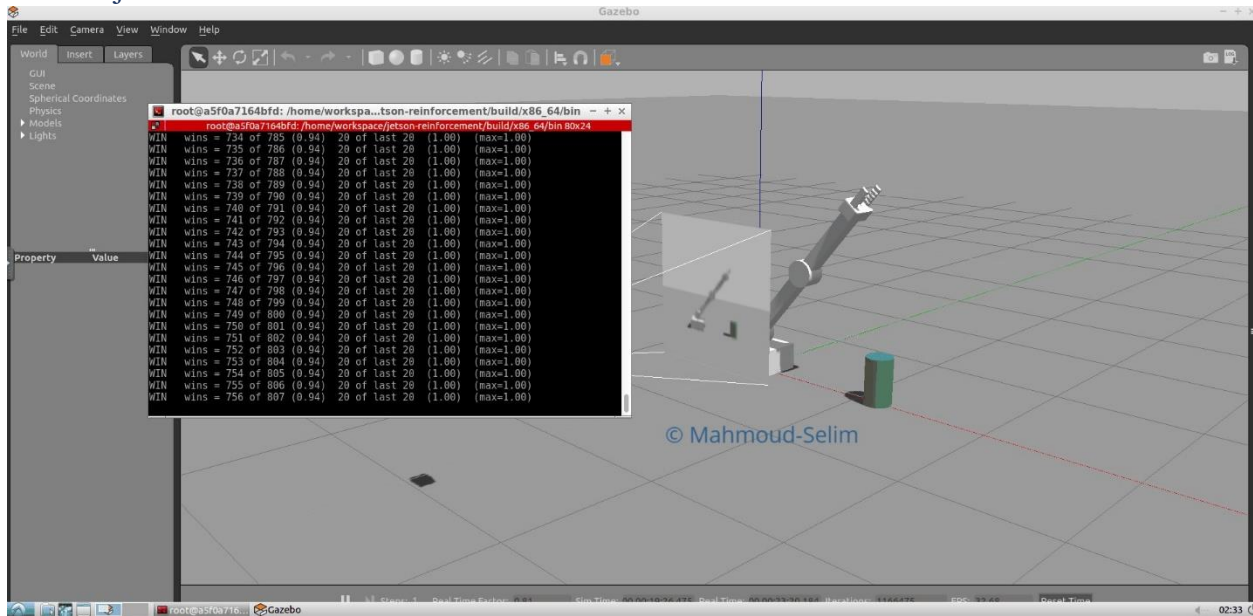 Gazebo
File Edit Camera View Window Help
World Insert Layers
GUI
Scene
Spherical Coordinates
Physics
Models
Lights
Property Value
root@a5f0a7164bfd: /home/workspa...tson-reinforcement/build/x86_64/bin
root@a5f0a7164bfd: /home/workspace/jetson-reinforcement/build/x86_64/bin 80x24
WIN wins = 734 of 785 (0.94) 20 of last 20 (1.00) (max=1.00)
WIN wins = 735 of 786 (0.94) 20 of last 20 (1.00) (max=1.00)
WIN wins = 736 of 787 (0.94) 20 of last 20 (1.00) (max=1.00)
WIN wins = 737 of 788 (0.94) 20 of last 20 (1.00) (max=1.00)
WIN wins = 738 of 789 (0.94) 20 of last 20 (1.00) (max=1.00)
WIN wins = 739 of 790 (0.94) 20 of last 20 (1.00) (max=1.00)
WIN wins = 740 of 791 (0.94) 20 of last 20 (1.00) (max=1.00)
WIN wins = 741 of 792 (0.94) 20 of last 20 (1.00) (max=1.00)
WIN wins = 742 of 793 (0.94) 20 of last 20 (1.00) (max=1.00)
WIN wins = 743 of 794 (0.94) 20 of last 20 (1.00) (max=1.00)
WIN wins = 744 of 795 (0.94) 20 of last 20 (1.00) (max=1.00)
WIN wins = 745 of 796 (0.94) 20 of last 20 (1.00) (max=1.00)
WIN wins = 746 of 797 (0.94) 20 of last 20 (1.00) (max=1.00)
WIN wins = 747 of 798 (0.94) 20 of last 20 (1.00) (max=1.00)
WIN wins = 748 of 799 (0.94) 20 of last 20 (1.00) (max=1.00)
WIN wins = 749 of 800 (0.94) 20 of last 20 (1.00) (max=1.00)
WIN wins = 750 of 801 (0.94) 20 of last 20 (1.00) (max=1.00)
WIN wins = 751 of 802 (0.94) 20 of last 20 (1.00) (max=1.00)
WIN wins = 752 of 803 (0.94) 20 of last 20 (1.00) (max=1.00)
WIN wins = 753 of 804 (0.94) 20 of last 20 (1.00) (max=1.00)
WIN wins = 754 of 805 (0.94) 20 of last 20 (1.00) (max=1.00)
WIN wins = 755 of 806 (0.94) 20 of last 20 (1.00) (max=1.00)
WIN wins = 756 of 807 (0.94) 20 of last 20 (1.00) (max=1.00)
© Mahmoud-Selim
Steps: 1 Real Time Factor: Sim Time: Real Time: Iterations: FPS: Reset Time
root@a5f0a716... Gazebo 02:33